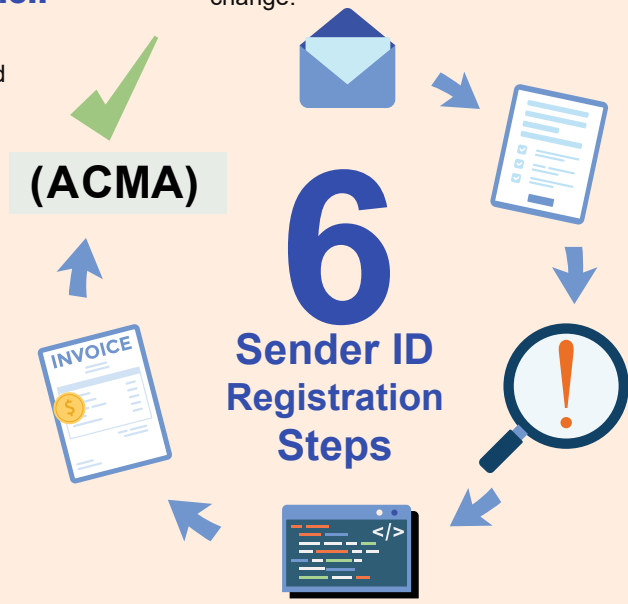 change.
d
(ACMA)
6
Sender ID
Registration
Steps
INVOICE
$
</>